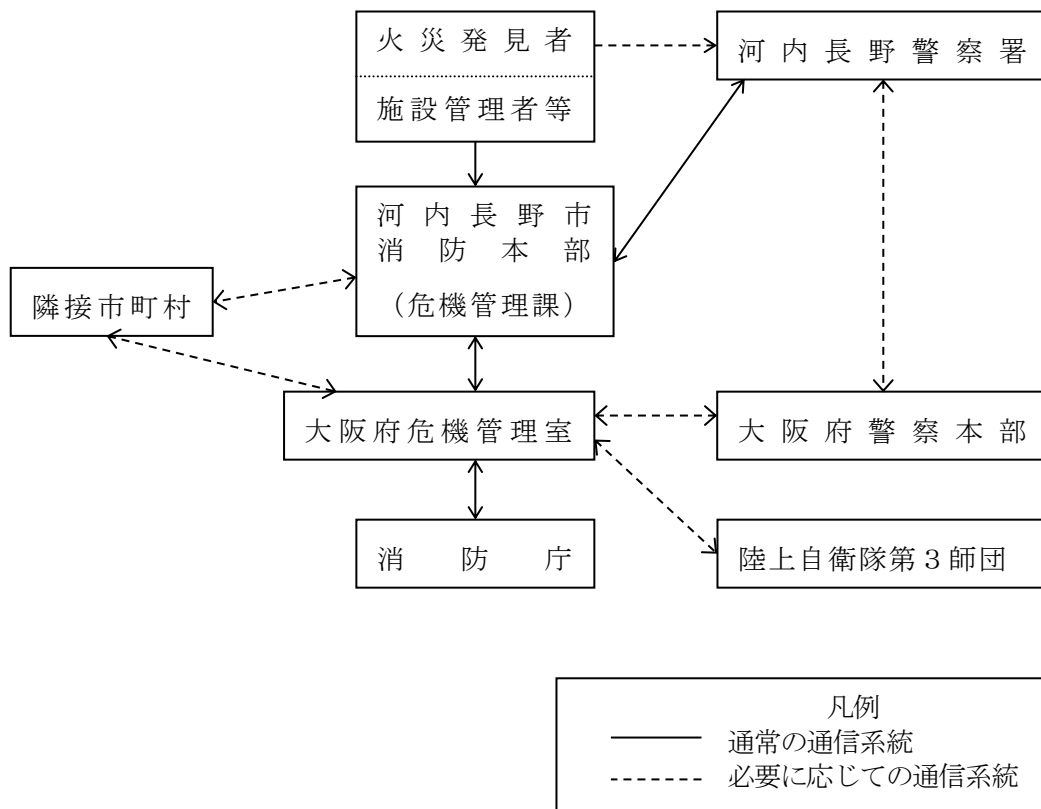 火災発見者
施設管理者等
河内長野警察署
河内長野市
消防本部
（危機管理課）
隣接市町村
大阪府危機管理室
大阪府警察本部
消防庁
陸上自衛隊第３師団
凡例
通常の通信系統
必要に応じての通信系統